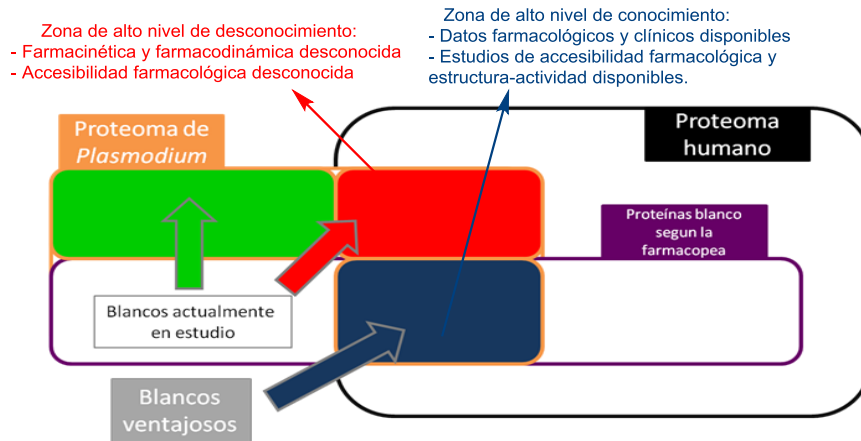 Zona de alto nivel de desconocimiento:
- Farmacinética y farmacodinámica desconocida
- Accesibilidad farmacológica desconocida
Zona de alto nivel de conocimiento:
- Datos farmacológicos y clínicos disponibles
- Estudios de accesibilidad farmacológica y
estructura-actividad disponibles.
Proteoma de
Plasmodium
Proteoma
humano
Proteínas blanco
segun la
farmacopea
Blancos actualmente
en estudio
Blancos
ventajosos